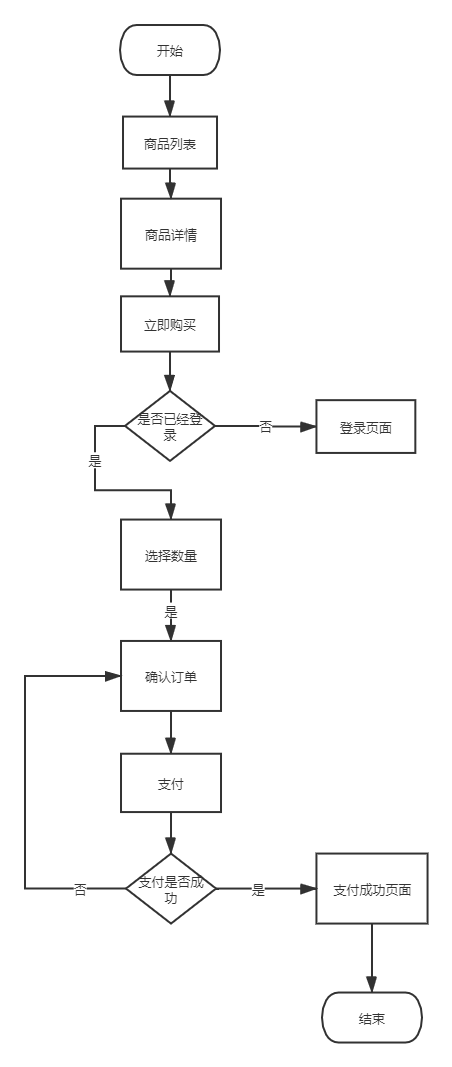 开始
商品列表
商品详情
立即购买
是否已经登
录
否
登录页面
是
选择数量
是
确认订单
支付
支付是否成
功
否
是
支付成功页面
结束